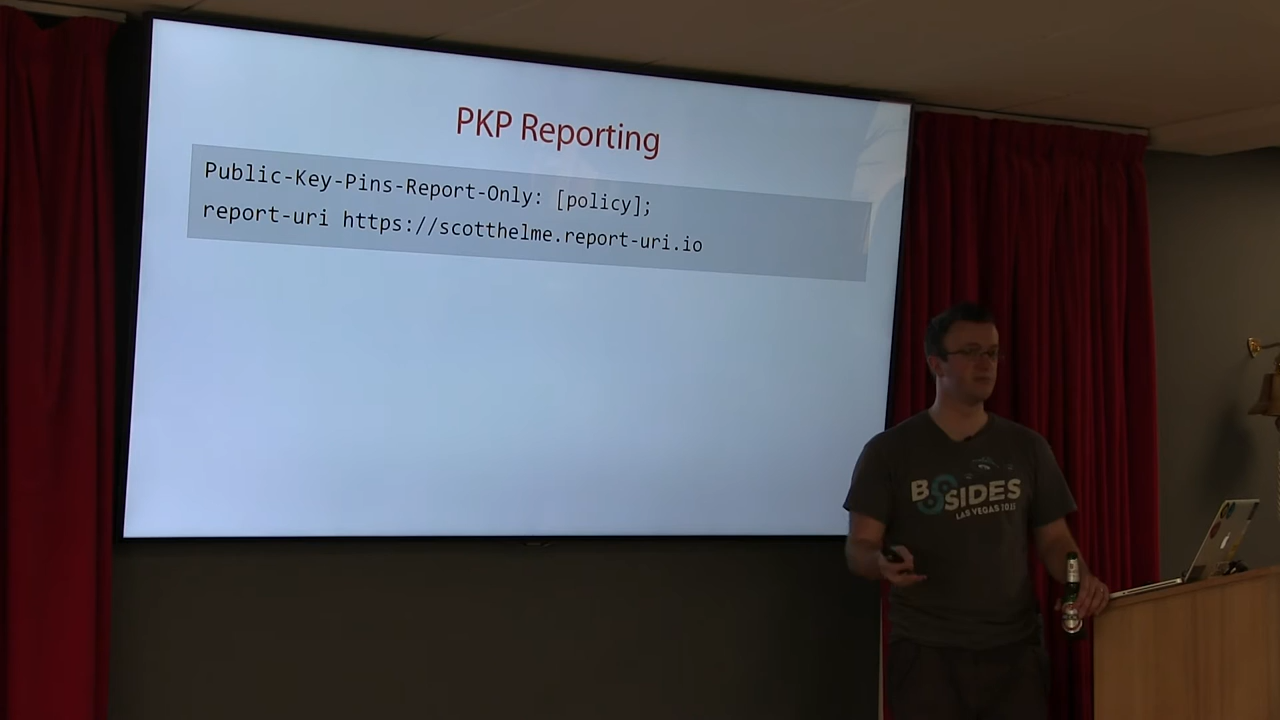 PKP Reporting
Public-Key-Pins-Report-Only: [policy];
report-uri https://scotthelme.report-uri.io
BSIDES
LAS VEGAS